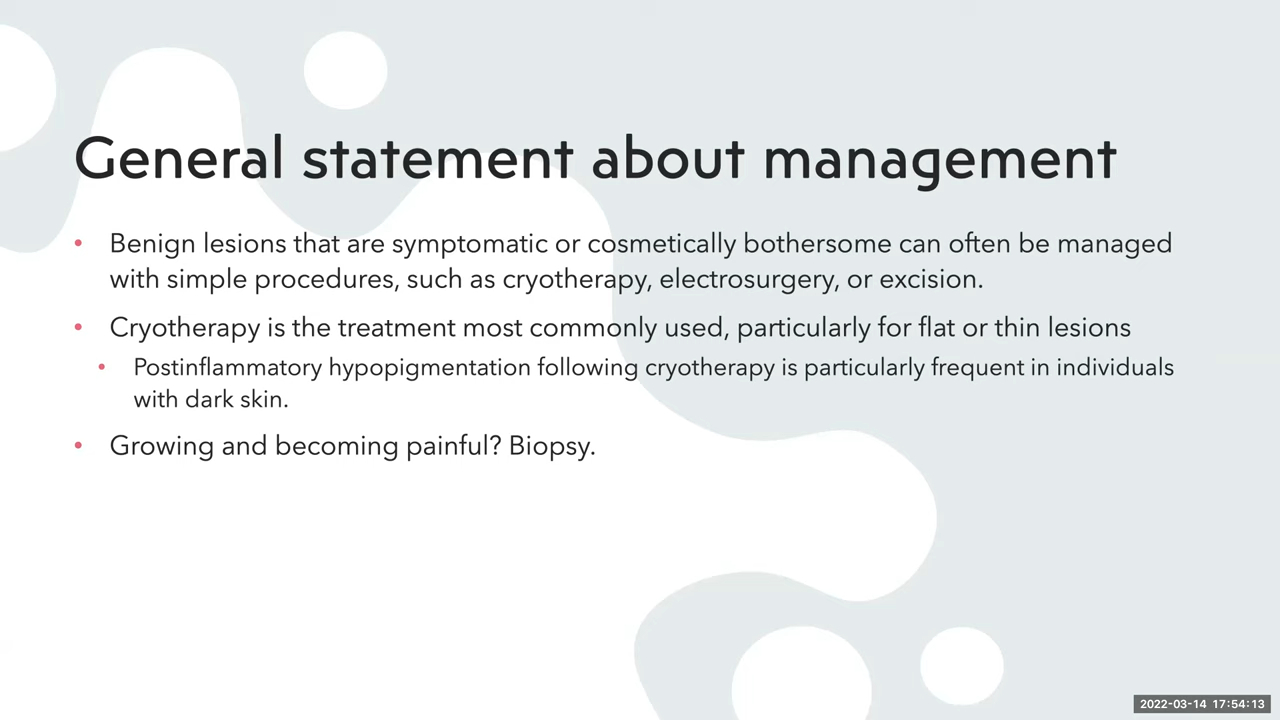 General statement about management
• Benign lesions that are symptomatic or cosmetically bothersome can often be managed
with simple procedures, such as cryotherapy, electrosurgery, or excision.
• Cryotherapy is the treatment most commonly used, particularly for flat or thin lesions
• Postinflammatory hypopigmentation following cryotherapy is particularly frequent in individuals
with dark skin.
• Growing and becoming painful? Biopsy.
2022-03-14 17:54:13